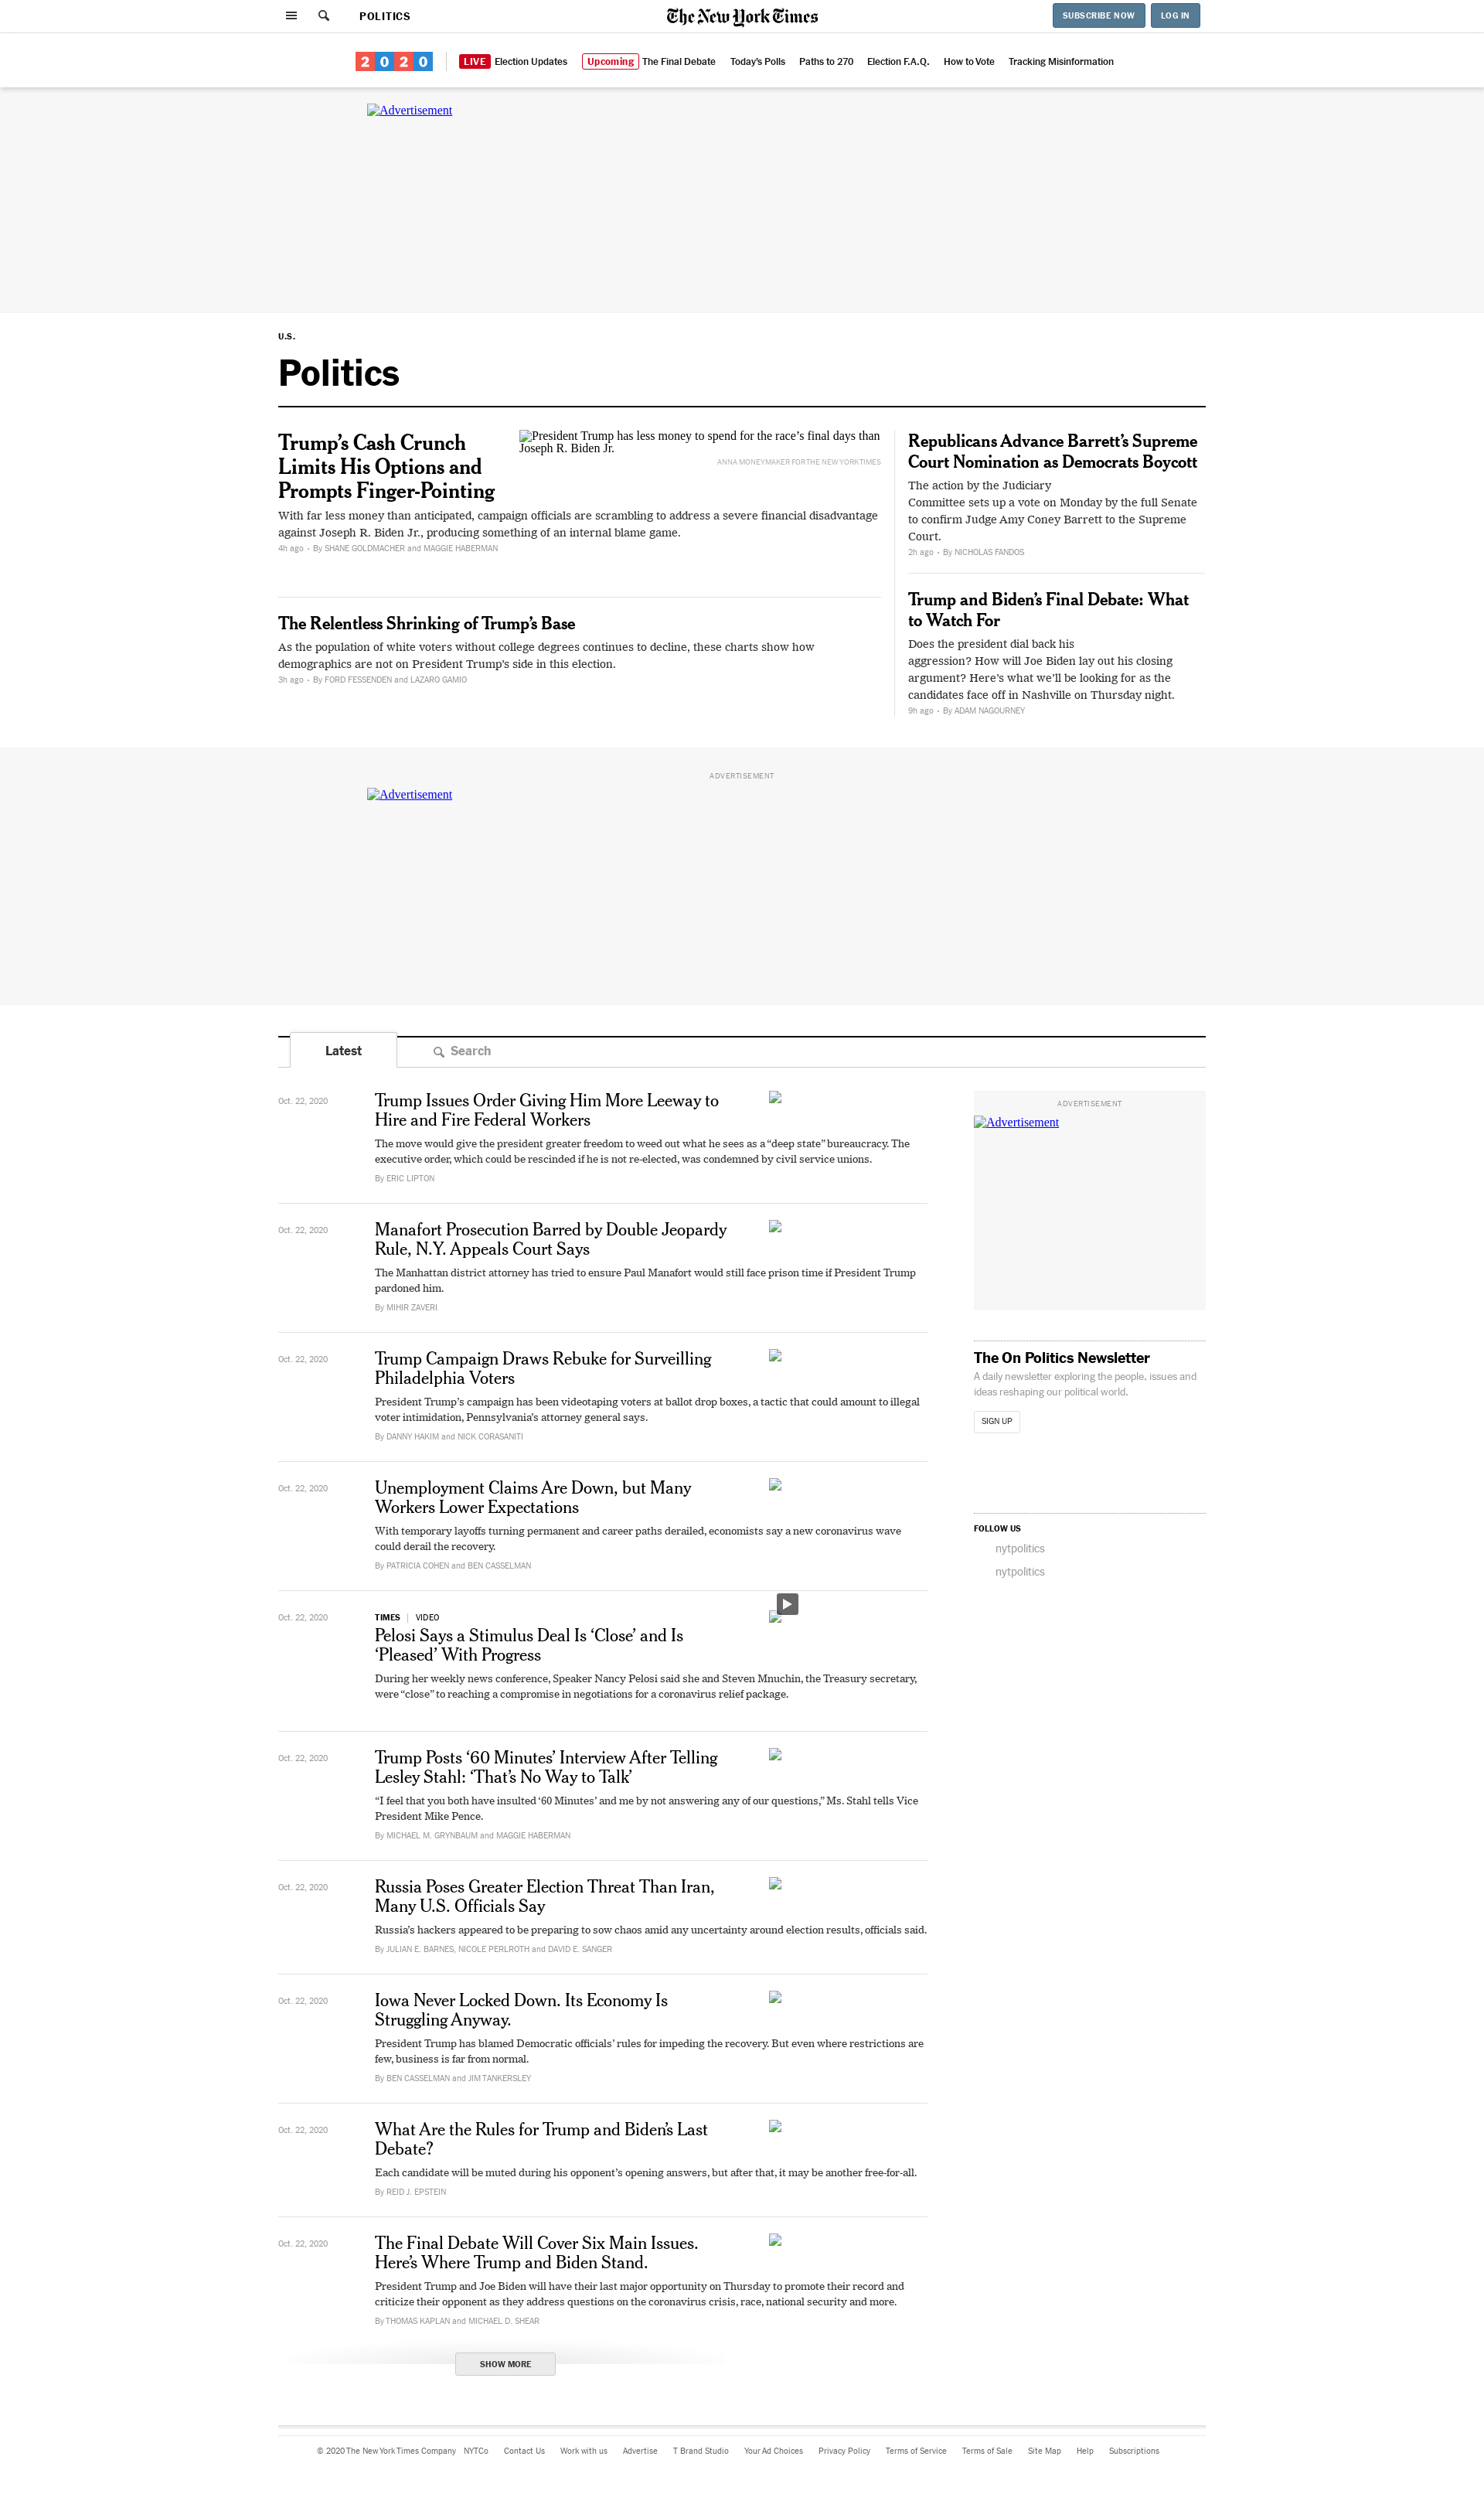 POLITICS
The New York Times
SUBSCRIBE NOW
LOG IN
2020
LIVE Election Updates
Upcoming The Final Debate
Today's Polls
Paths to 270
Election F.A.Q.
How to Vote
Tracking Misinformation
Advertisement
U.S.
Politics
Trump’s Cash Crunch
Limits His Options and
Prompts Finger-Pointing
President Trump has less money to spend for the race’s final days than
Joseph R. Biden Jr.
ANNA MONEYMAKER FOR THE NEW YORK TIMES
With far less money than anticipated, campaign officials are scrambling to address a severe financial disadvantage
against Joseph R. Biden Jr., producing something of an internal blame game.
4h ago • By SHANE GOLDMACHER and MAGGIE HABERMAN
The Relentless Shrinking of Trump’s Base
As the population of white voters without college degrees continues to decline, these charts show how
demographics are not on President Trump’s side in this election.
3h ago • By FORD FESSENDEN and LAZARO GAMIO
Republicans Advance Barrett’s Supreme
Court Nomination as Democrats Boycott
The action by the Judiciary
Committee sets up a vote on Monday by the full Senate
to confirm Judge Amy Coney Barrett to the Supreme
Court.
2h ago • By NICHOLAS FANDOS
Trump and Biden’s Final Debate: What
to Watch For
Does the president dial back his
aggression? How will Joe Biden lay out his closing
argument? Here’s what we’ll be looking for as the
candidates face off in Nashville on Thursday night.
9h ago • By ADAM NAGOURNEY
ADVERTISEMENT
Advertisement
Latest
Search
Oct. 22, 2020
Trump Issues Order Giving Him More Leeway to
Hire and Fire Federal Workers
The move would give the president greater freedom to weed out what he sees as a “deep state” bureaucracy. The
executive order, which could be rescinded if he is not re-elected, was condemned by civil service unions.
By ERIC LIPTON
Oct. 22, 2020
Manafort Prosecution Barred by Double Jeopardy
Rule, N.Y. Appeals Court Says
The Manhattan district attorney has tried to ensure Paul Manafort would still face prison time if President Trump
pardoned him.
By MIHIR ZAVERI
Oct. 22, 2020
Trump Campaign Draws Rebuke for Surveilling
Philadelphia Voters
President Trump’s campaign has been videotaping voters at ballot drop boxes, a tactic that could amount to illegal
voter intimidation, Pennsylvania’s attorney general says.
By DANNY HAKIM and NICK CORASANITI
Oct. 22, 2020
Unemployment Claims Are Down, but Many
Workers Lower Expectations
With temporary layoffs turning permanent and career paths derailed, economists say a new coronavirus wave
could derail the recovery.
By PATRICIA COHEN and BEN CASSELMAN
Oct. 22, 2020
TIMES | VIDEO
Pelosi Says a Stimulus Deal Is ‘Close’ and Is
‘Pleased’ With Progress
During her weekly news conference, Speaker Nancy Pelosi said she and Steven Mnuchin, the Treasury secretary,
were “close” to reaching a compromise in negotiations for a coronavirus relief package.
Oct. 22, 2020
Trump Posts ‘60 Minutes’ Interview After Telling
Lesley Stahl: ‘That’s No Way to Talk’
“I feel that you both have insulted ‘60 Minutes’ and me by not answering any of our questions,” Ms. Stahl tells Vice
President Mike Pence.
By MICHAEL M. GRYNBAUM and MAGGIE HABERMAN
Oct. 22, 2020
Russia Poses Greater Election Threat Than Iran,
Many U.S. Officials Say
Russia’s hackers appeared to be preparing to sow chaos amid any uncertainty around election results, officials said.
By JULIAN E. BARNES, NICOLE PERLROTH and DAVID E. SANGER
Oct. 22, 2020
Iowa Never Locked Down. Its Economy Is
Struggling Anyway.
President Trump has blamed Democratic officials’ rules for impeding the recovery. But even where restrictions are
few, business is far from normal.
By BEN CASSELMAN and JIM TANKERSLEY
Oct. 22, 2020
What Are the Rules for Trump and Biden’s Last
Debate?
Each candidate will be muted during his opponent’s opening answers, but after that, it may be another free-for-all.
By REID J. EPSTEIN
Oct. 22, 2020
The Final Debate Will Cover Six Main Issues.
Here’s Where Trump and Biden Stand.
President Trump and Joe Biden will have their last major opportunity on Thursday to promote their record and
criticize their opponent as they address questions on the coronavirus crisis, race, national security and more.
By THOMAS KAPLAN and MICHAEL D. SHEAR
SHOW MORE
ADVERTISEMENT
Advertisement
The On Politics Newsletter
A daily newsletter exploring the people, issues and
ideas reshaping our political world.
SIGN UP
FOLLOW US
nytpolitics
nytpolitics
© 2020 The New York Times Company
NYTCo
Contact Us
Work with us
Advertise
T Brand Studio
Your Ad Choices
Privacy Policy
Terms of Service
Terms of Sale
Site Map
Help
Subscriptions